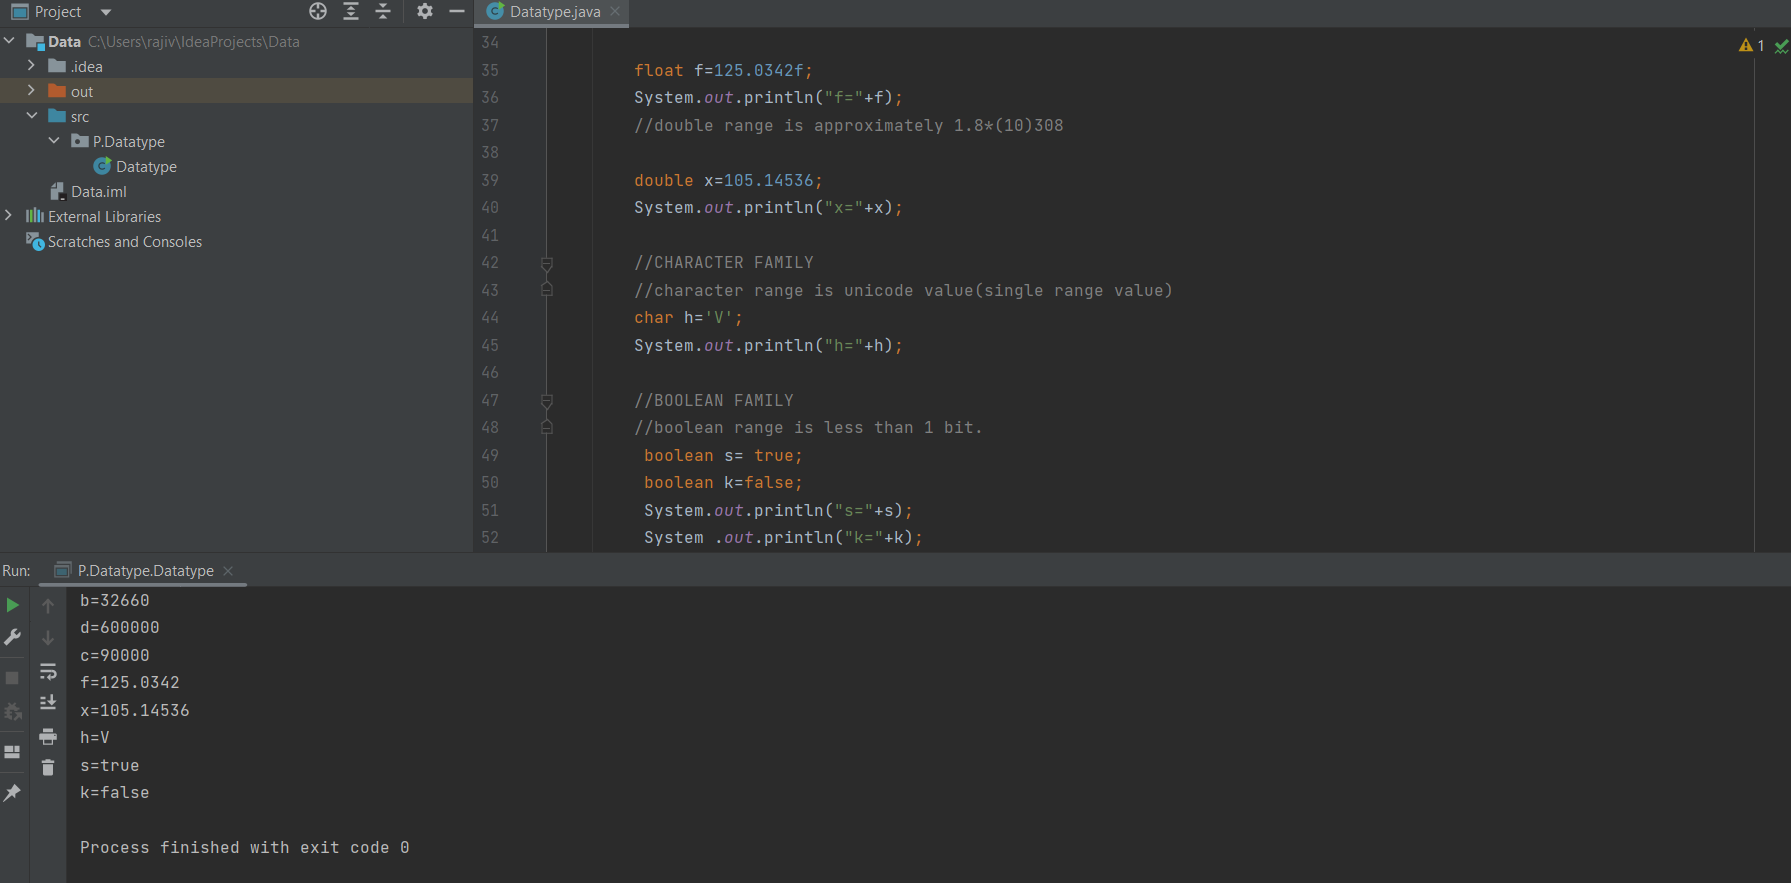 Project
Datatype.java
Data C:\Users\rajiv\IdeaProjects\Data
.idea
out
src
P.Datatype
Datatype
Data.iml
External Libraries
Scratches and Consoles
1
34
35 float f=125.0342f;
36 System.out.println("f="+f);
37 //double range is approximately 1.8*(10)308
38
39 double x=105.14536;
40 System.out.println("x="+x);
41
42 //CHARACTER FAMILY
43 //character range is unicode value(single range value)
44 char h='V';
45 System.out.println("h="+h);
46
47 //BOOLEAN FAMILY
48 //boolean range is less than 1 bit.
49 boolean s= true;
50 boolean k=false;
51 System.out.println("s="+s);
52 System .out.println("k="+k);
Run: P.Datatype.Datatype
b=32660
d=600000
c=90000
f=125.0342
x=105.14536
h=V
s=true
k=false
Process finished with exit code 0